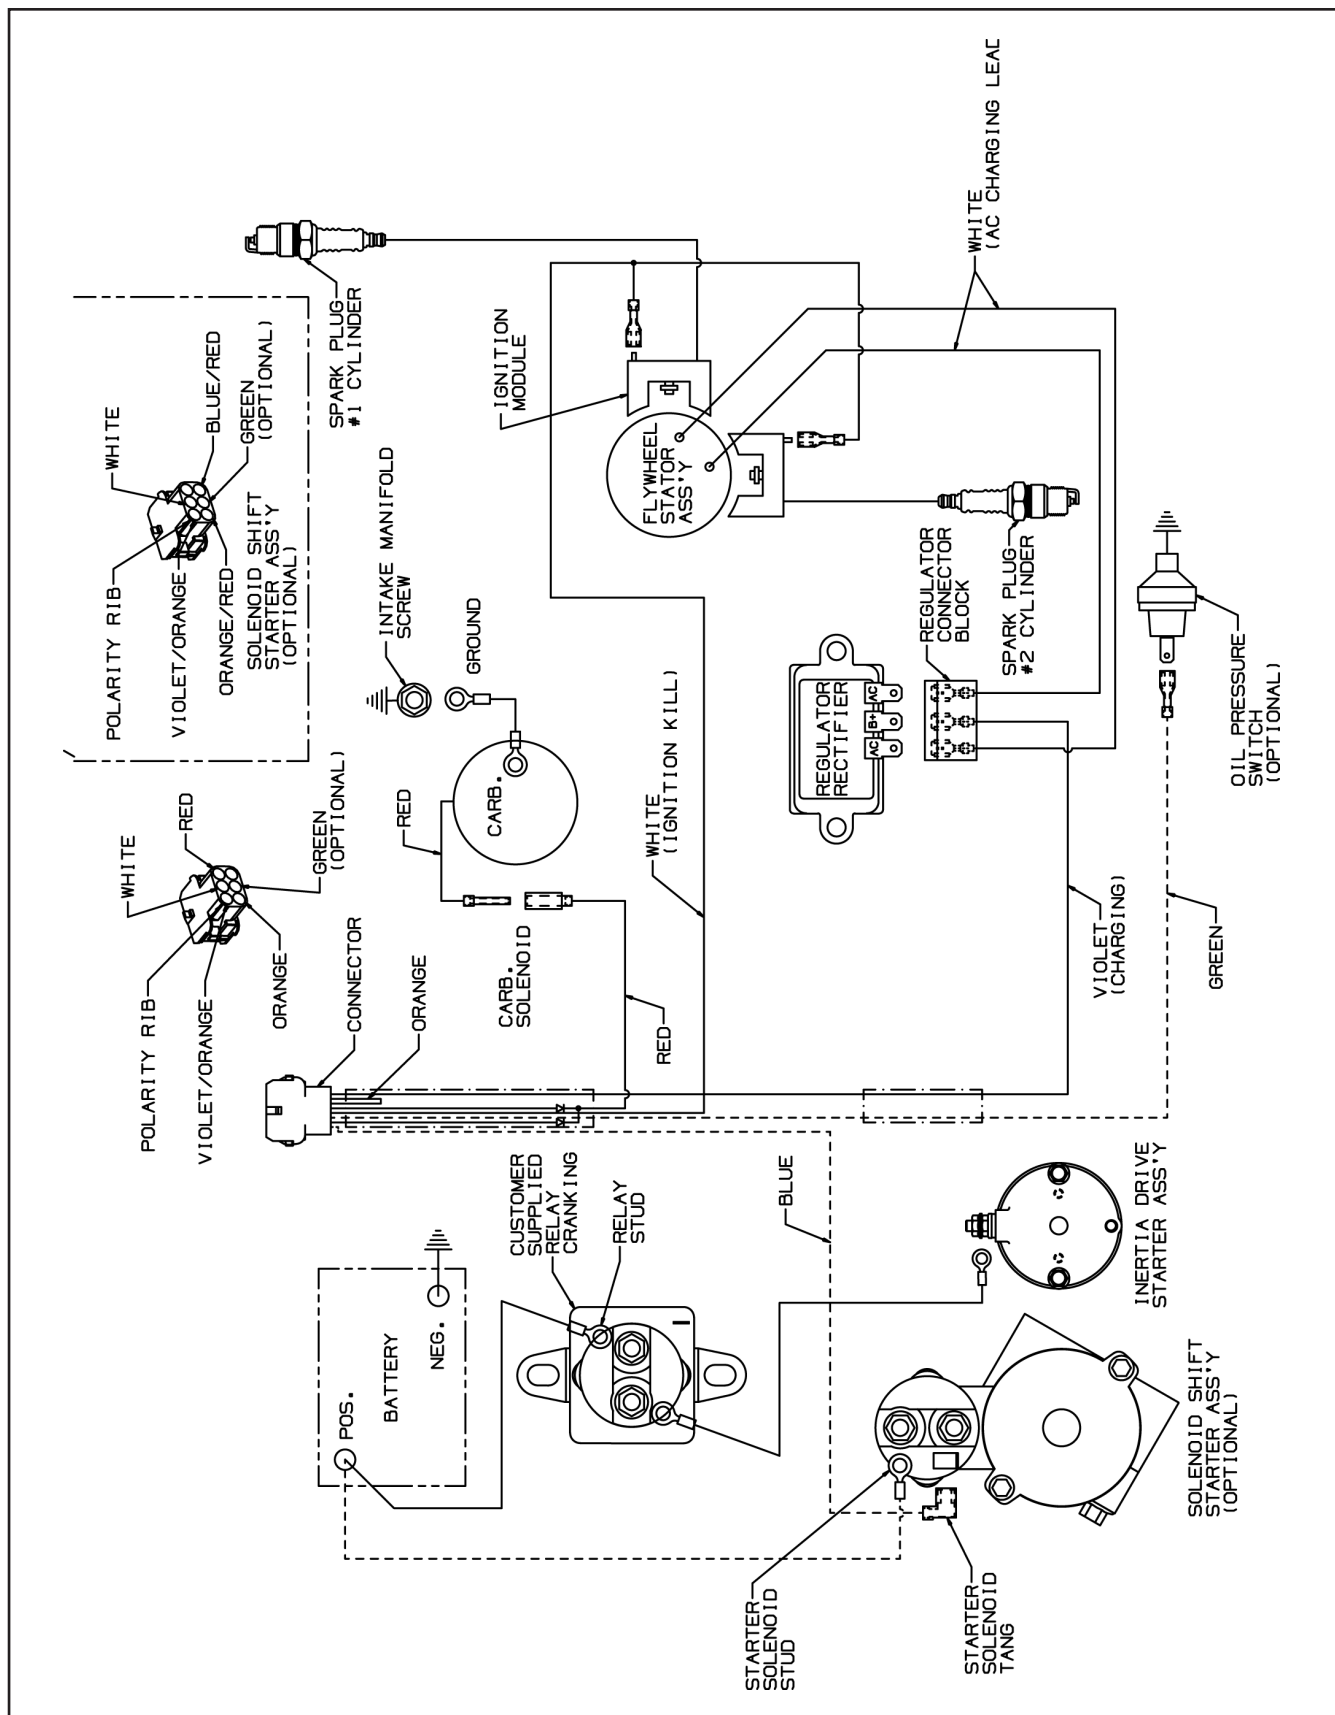 WHITE
POLARITY RIB
VIOLET/ORANGE
ORANGE/RED
BLUE/RED
GREEN
(OPTIONAL)
SOLENOID SHIFT
STARTER ASS'Y
(OPTIONAL)
SPARK PLUG
#1 CYLINDER
WHITE
POLARITY RIB
VIOLET/ORANGE
ORANGE
RED
GREEN
(OPTIONAL)
CONNECTOR
ORANGE
INTAKE MANIFOLD
SCREW
GROUND
CARB.
RED
CARB.
SOLENOID
RED
WHITE
(IGNITION KILL)
IGNITION
MODULE
FLYWHEEL
STATOR
ASS'Y
WHITE
(AC CHARGING LEAD
SPARK PLUG
#2 CYLINDER
REGULATOR
CONNECTOR
BLOCK
REGULATOR
RECTIFIER
AC
B+
AC
OIL PRESSURE
SWITCH
(OPTIONAL)
VIOLET
(CHARGING)
GREEN
POS.
BATTERY
NEG.
CUSTOMER
SUPPLIED
RELAY
CRANKING
RELAY
STUD
BLUE
INERTIA DRIVE
STARTER ASS'Y
SOLENOID SHIFT
STARTER ASS'Y
(OPTIONAL)
STARTER
SOLENOID
STUD
STARTER
SOLENOID
TANG